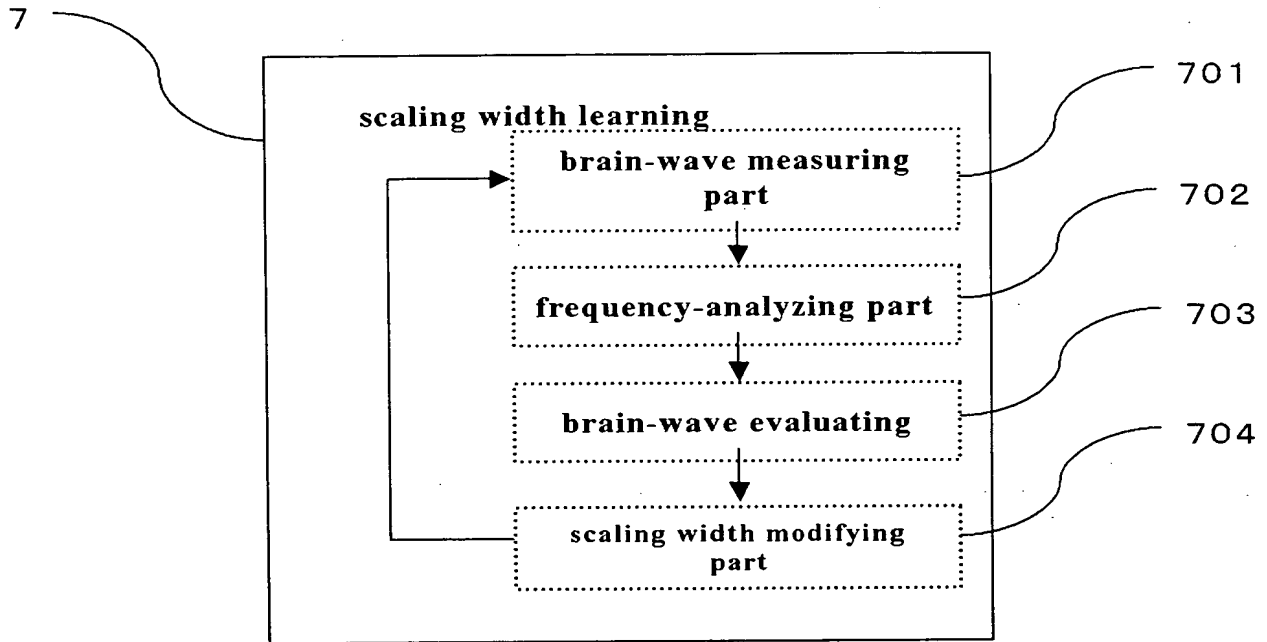 7
701
scaling width learning
brain-wave measuring
part
702
frequency-analyzing part
703
brain-wave evaluating
704
scaling width modifying
part